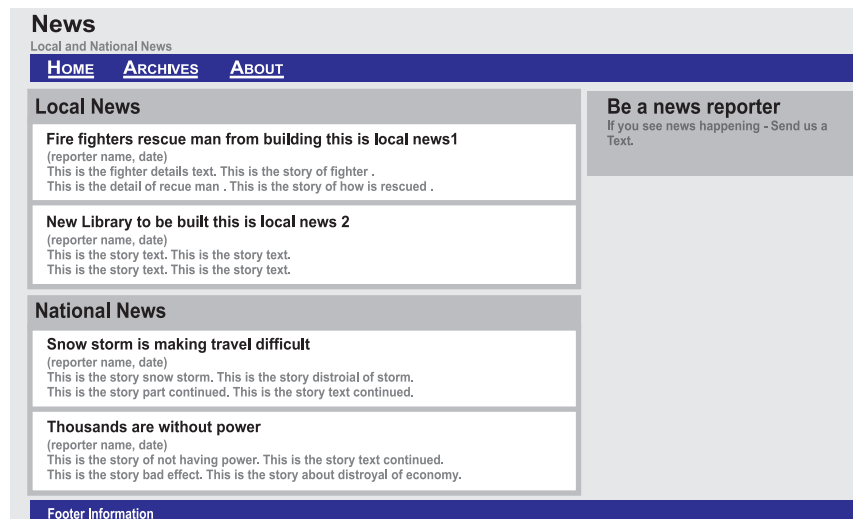 News
Local and National News
HOME ARCHIVES ABOUT
Local News
Fire fighters rescue man from building this is local news1
(reporter name, date)
This is the fighter details text. This is the story of fighter .
This is the detail of recue man . This is the story of how is rescued .
New Library to be built this is local news 2
(reporter name, date)
This is the story text. This is the story text.
This is the story text. This is the story text.
National News
Snow storm is making travel difficult
(reporter name, date)
This is the story snow storm. This is the story distroial of storm.
This is the story part continued. This is the story text continued.
Thousands are without power
(reporter name, date)
This is the story of not having power. This is the story text continued.
This is the story bad effect. This is the story about distroyal of economy.
Be a news reporter
If you see news happening - Send us a
Text.
Footer Information